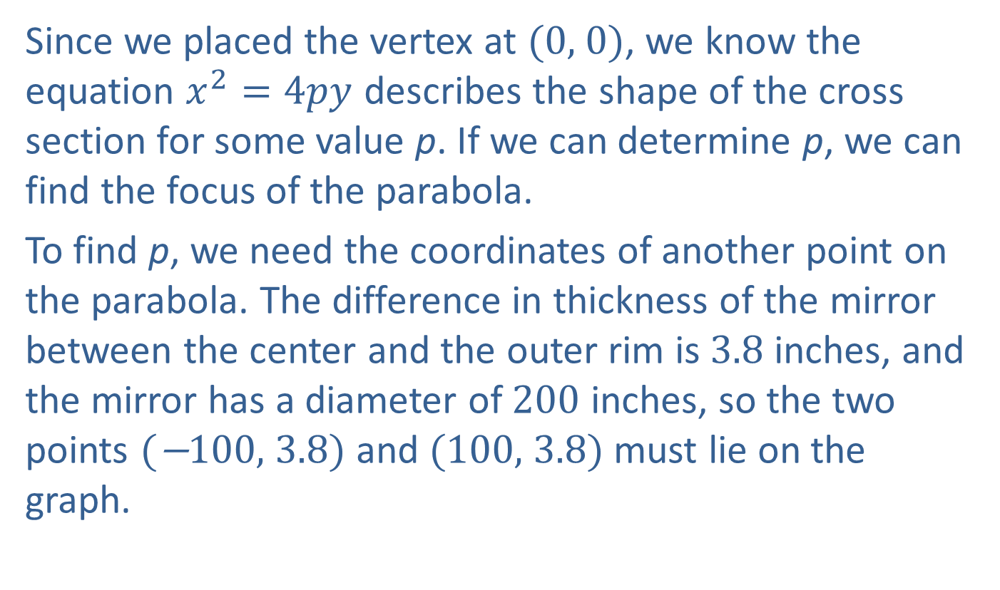 Since we placed the vertex at (0, 0), we know the
equation x² = 4py describes the shape of the cross
section for some value p. If we can determine p, we can
find the focus of the parabola.
To find p, we need the coordinates of another point on
the parabola. The difference in thickness of the mirror
between the center and the outer rim is 3.8 inches, and
the mirror has a diameter of 200 inches, so the two
points (−100, 3.8) and (100, 3.8) must lie on the
graph.